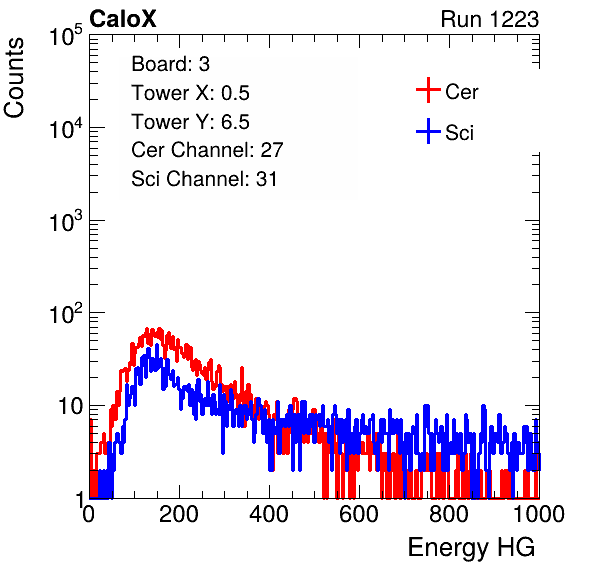 CaloX Run 1223
Counts
10^5
10^4
10^3
10^2
10
1
Board: 3
Tower X: 0.5
Tower Y: 6.5
Cer Channel: 27
Sci Channel: 31
Cer
Sci
0 200 400 600 800 1000
Energy HG